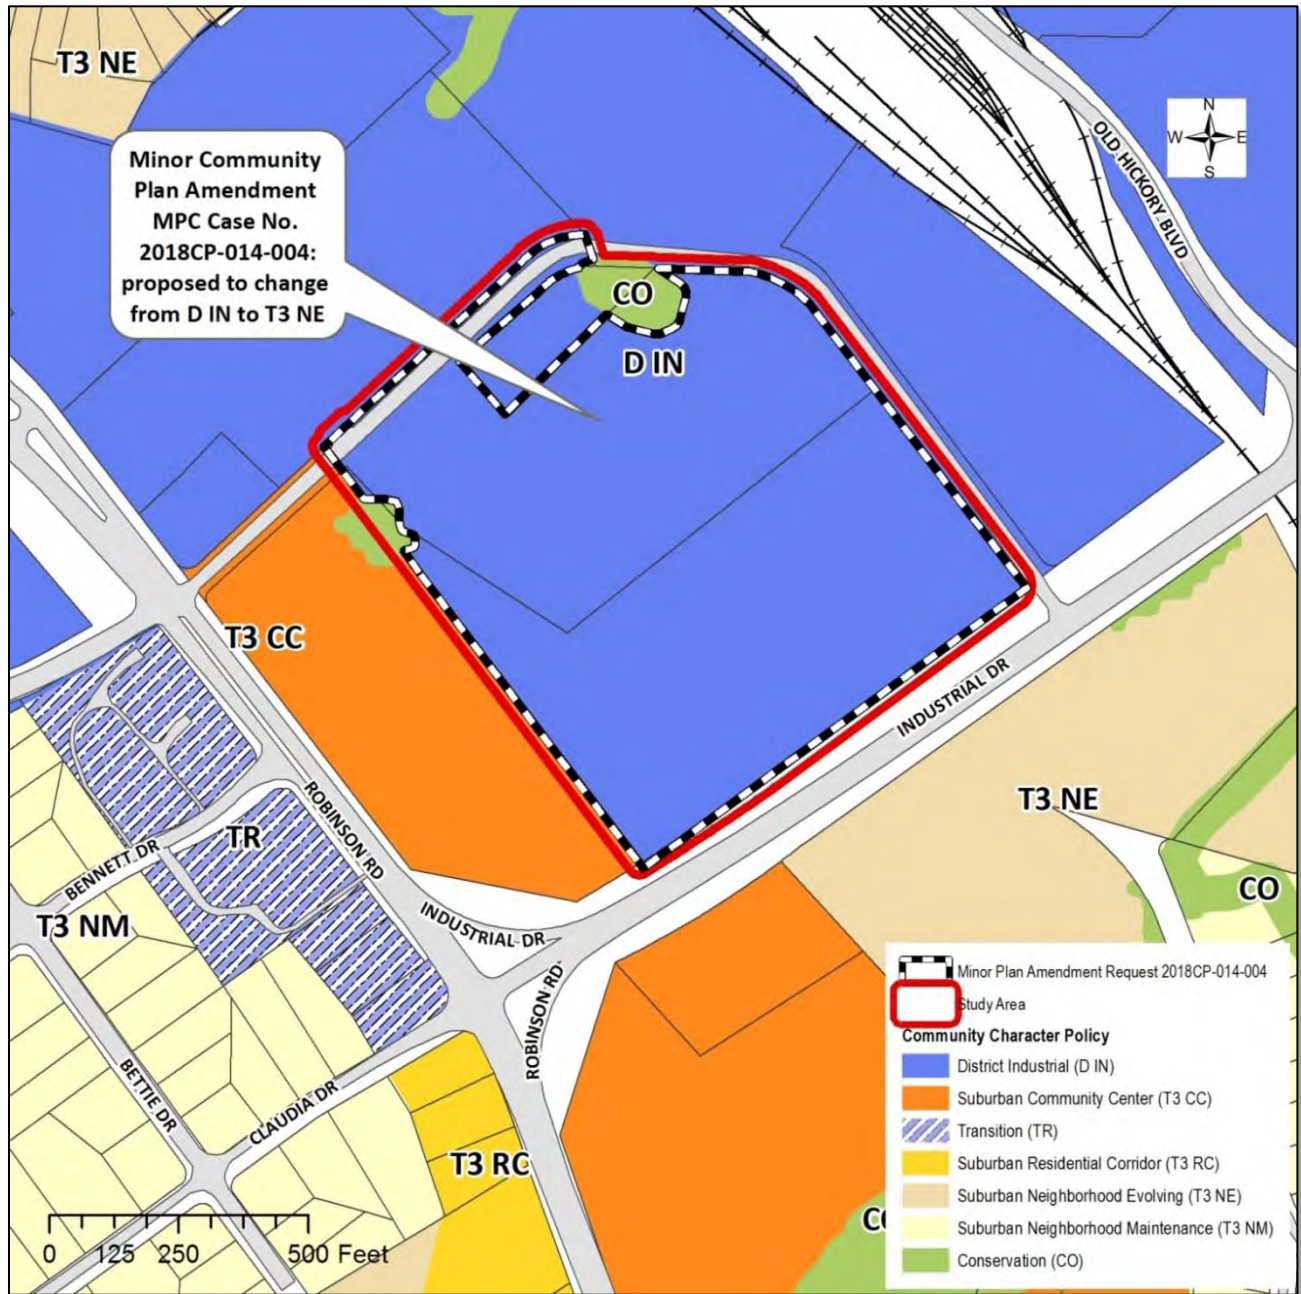 T3 NE
N
W E
S
OLD HICKORY BLVD
Minor Community
Plan Amendment
MPC Case No.
2018CP-014-004:
proposed to change
from D IN to T3 NE
CO
D IN
T3 CC
INDUSTRIAL DR
ROBINSON RD
T3 NE
TR
BENNETT DR
CO
T3 NM
INDUSTRIAL DR
ROBINSON RD
BETTIE DR
CLAUDIA DR
T3 RC
0 125 250 500 Feet
Minor Plan Amendment Request 2018CP-014-004
Study Area
Community Character Policy
District Industrial (D IN)
Suburban Community Center (T3 CC)
Transition (TR)
Suburban Residential Corridor (T3 RC)
Suburban Neighborhood Evolving (T3 NE)
Suburban Neighborhood Maintenance (T3 NM)
Conservation (CO)